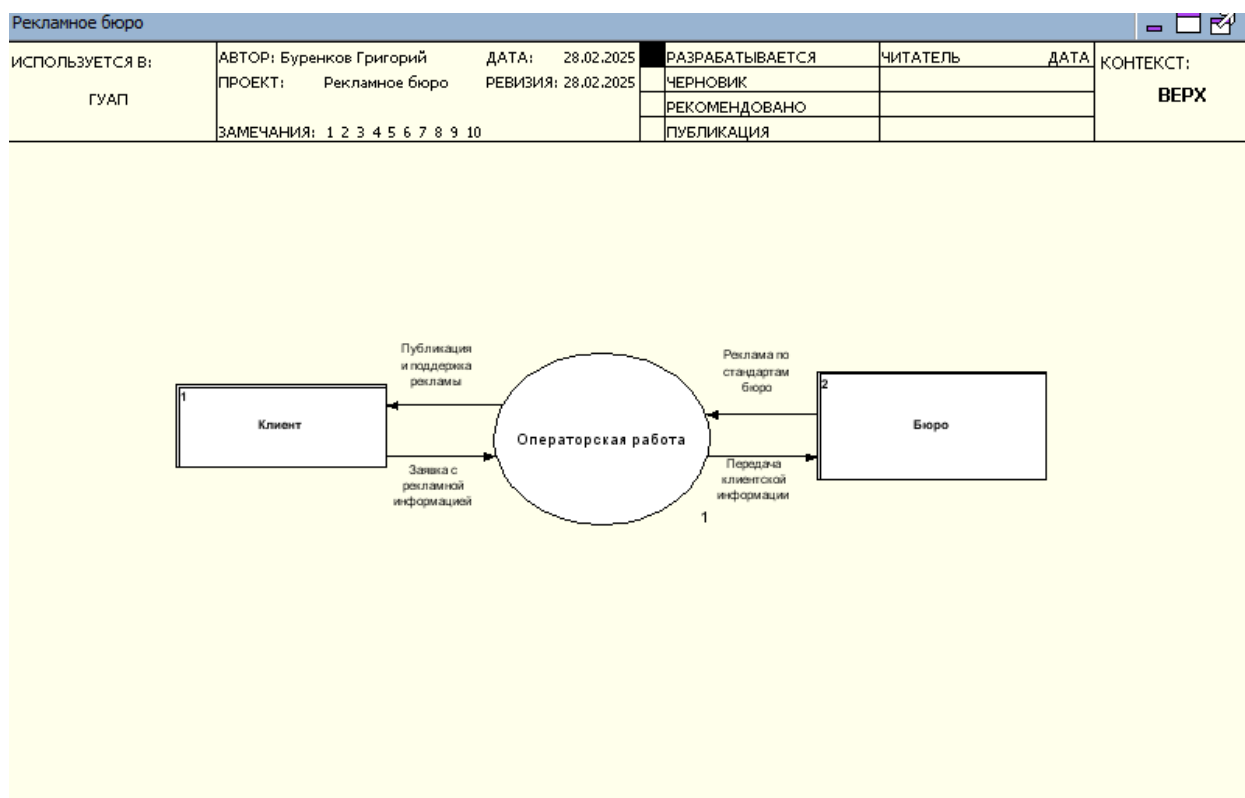 Рекламное бюро
ИСПОЛЬЗУЕТСЯ В:
ГУАП
АВТОР: Буренков Григорий ДАТА: 28.02.2025
ПРОЕКТ: Рекламное бюро РЕВИЗИЯ: 28.02.2025
ЗАМЕЧАНИЯ: 1 2 3 4 5 6 7 8 9 10
РАЗРАБАТЫВАЕТСЯ
ЧЕРНОВИК
РЕКОМЕНДОВАНО
ПУБЛИКАЦИЯ
ЧИТАТЕЛЬ ДАТА
КОНТЕКСТ:
ВЕРХ
1
Клиент
Публикация
и поддержка
рекламы
Заявка с
рекламной
информацией
Операторская работа
1
Реклама по
стандартам
бюро
Передача
клиентской
информации
2
Бюро